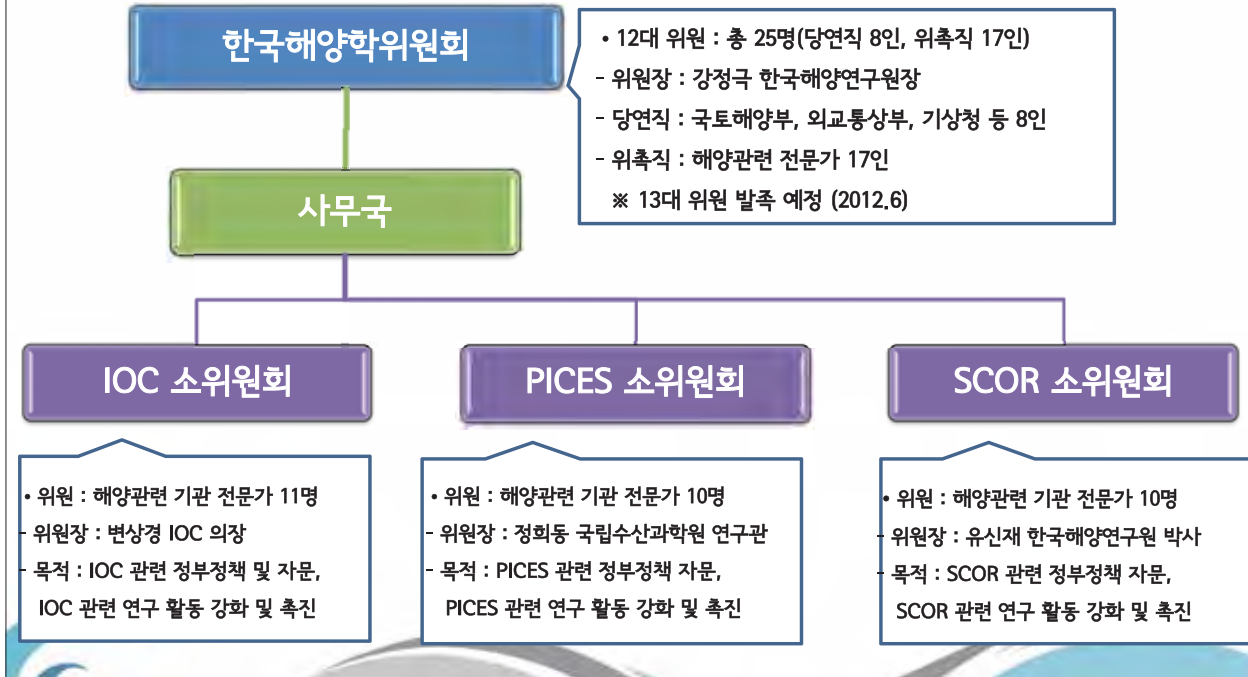 한국해양학위원회
• 12대 위원 : 총 25명(당연직 8인, 위촉직 17인)
- 위원장 : 강정극 한국해양연구원장
- 당연직 : 국토해양부, 외교통상부, 기상청 등 8인
- 위촉직 : 해양관련 전문가 17인
※ 13대 위원 발족 예정 (2012.6)
사무국
IOC 소위원회
• 위원 : 해양관련 기관 전문가 11명
- 위원장 : 변상경 IOC 의장
- 목적 : IOC 관련 정부정책 및 자문,
IOC 관련 연구 활동 강화 및 촉진
PICES 소위원회
• 위원 : 해양관련 기관 전문가 10명
- 위원장 : 정희동 국립수산과학원 연구관
- 목적 : PICES 관련 정부정책 자문,
PICES 관련 연구 활동 강화 및 촉진
SCOR 소위원회
• 위원 : 해양관련 기관 전문가 10명
- 위원장 : 유신재 한국해양연구원 박사
- 목적 : SCOR 관련 정부정책 자문,
SCOR 관련 연구 활동 강화 및 촉진